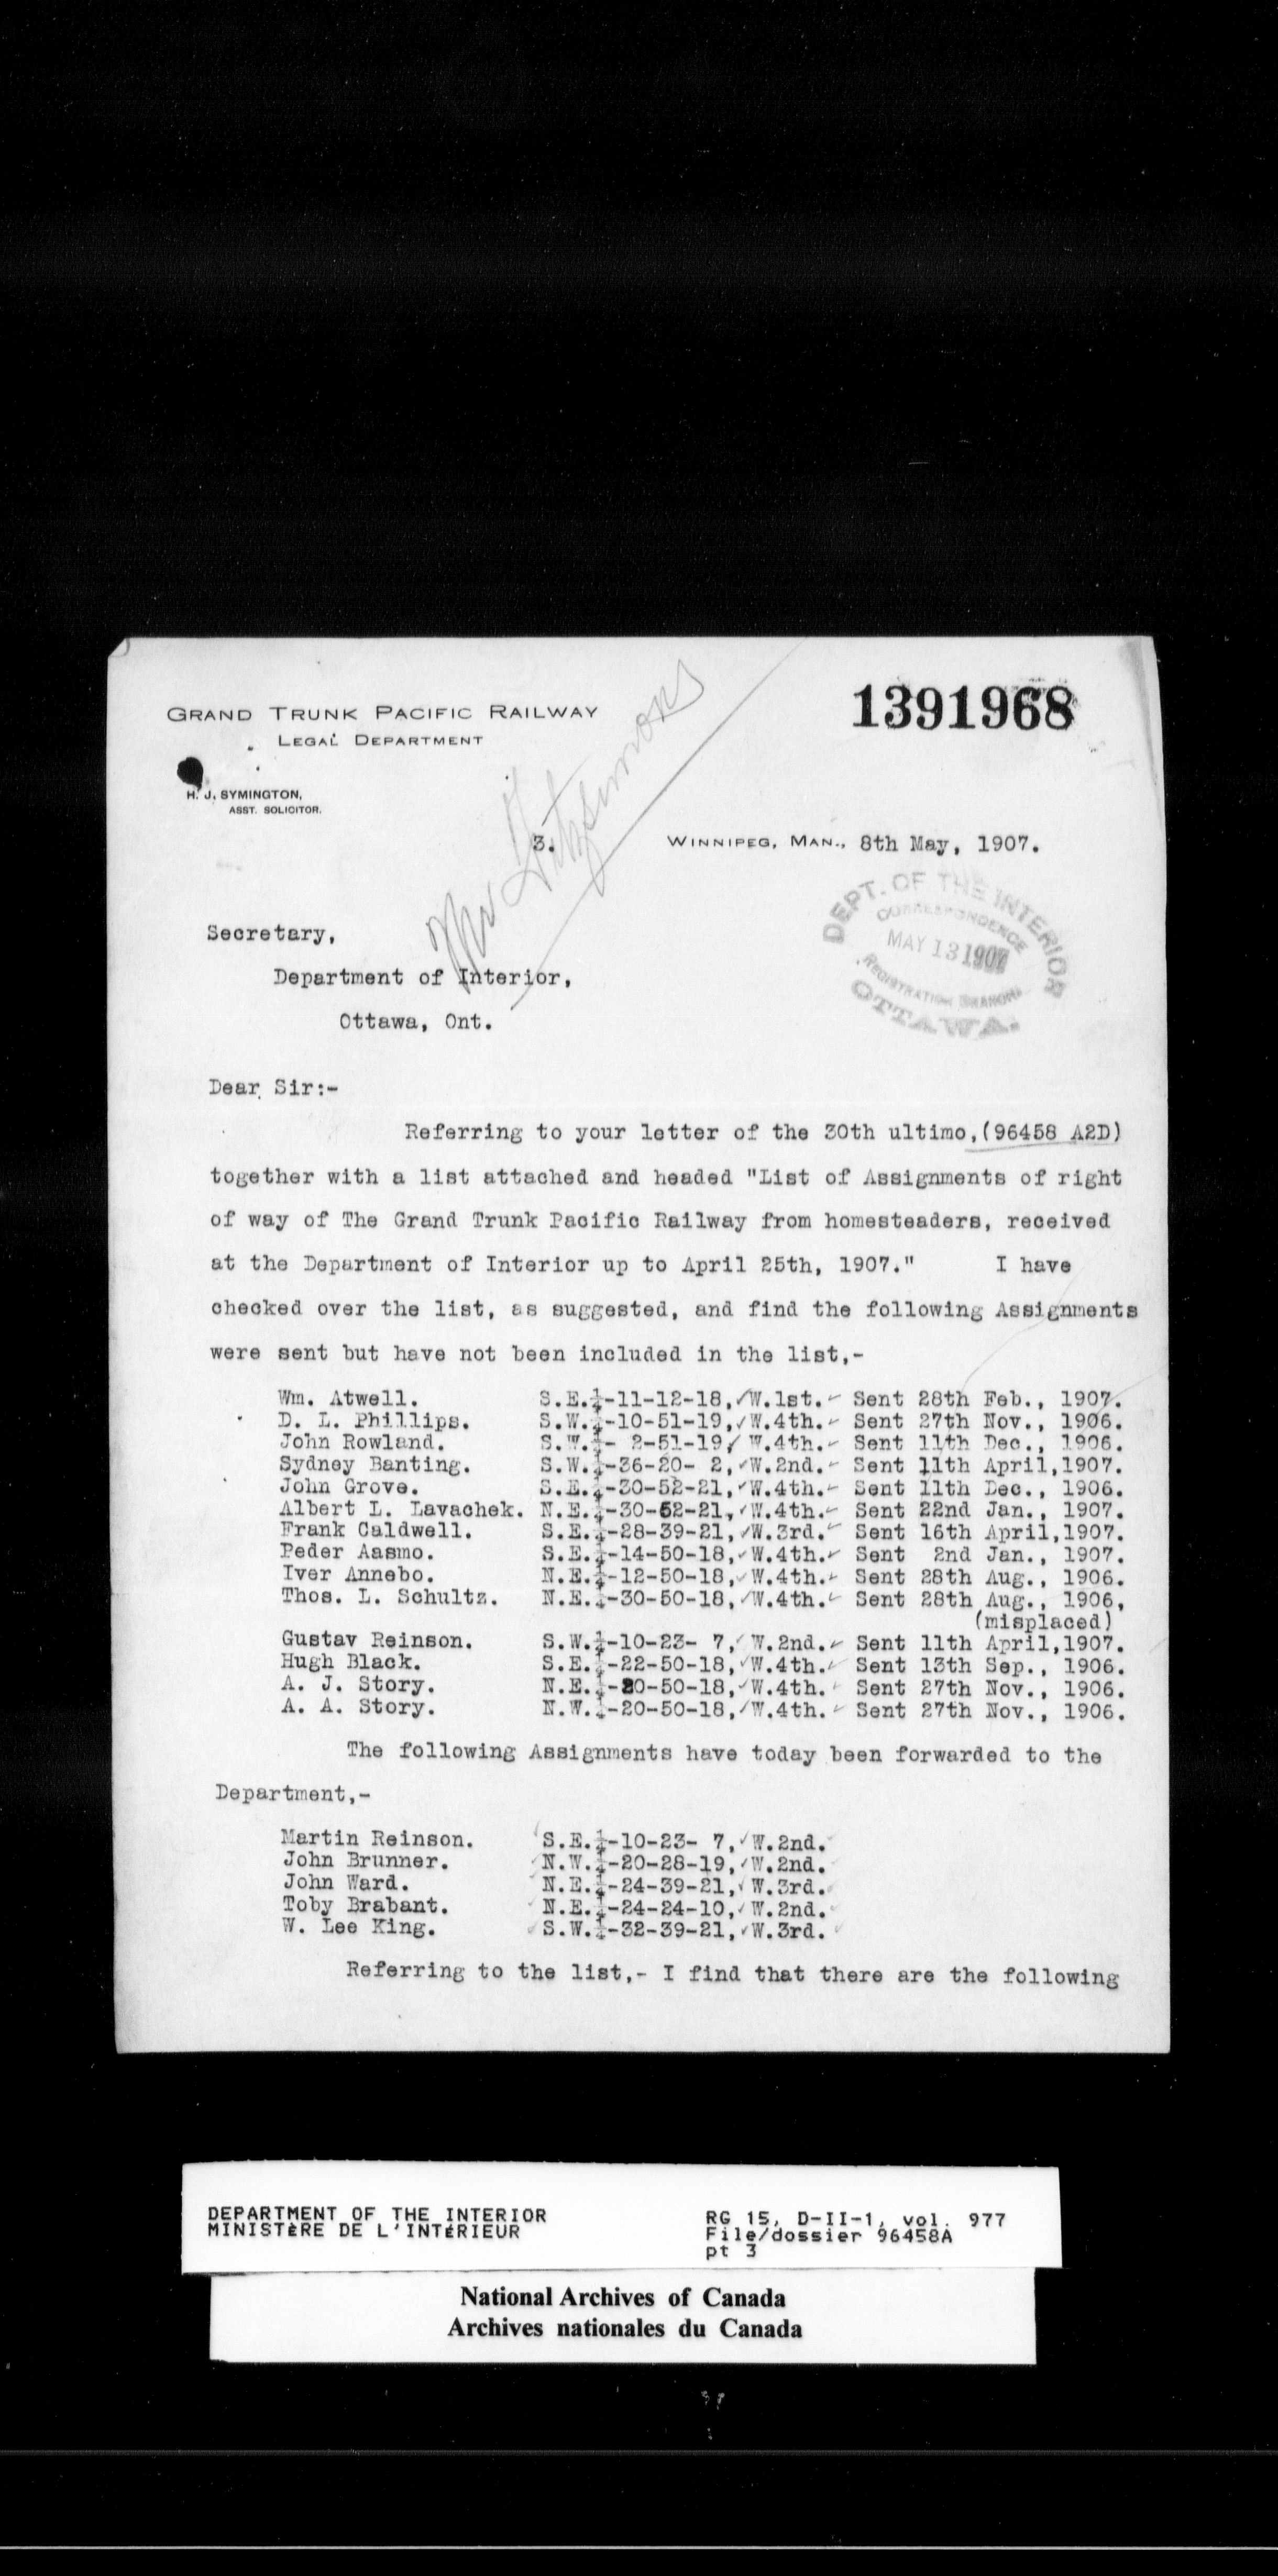 1391968
GRAND TRUNK PACIFIC RAILWAY
LEGAL DEPARTMENT
H. J. SYMINGTON,
ASST. SOLICITOR.
Mr Fitzsimons
3.
WINNIPEG, MAN., 8th May, 1907.
DEPT. OF THE INTERIOR
CORRESPONDENCE
MAY 13 1907
REGISTRATION BRANCH
OTTAWA.
Secretary,
Department of Interior,
Ottawa, Ont.
Dear Sir:-
Referring to your letter of the 30th ultimo,(96458 A2D)
together with a list attached and headed "List of Assignments of right
of way of The Grand Trunk Pacific Railway from homesteaders, received
at the Department of Interior up to April 25th, 1907." I have
checked over the list, as suggested, and find the following Assignments
were sent but have not been included in the list,-
Wm. Atwell. S.E.¼-11-12-18,✓W.1st.✓ Sent 28th Feb., 1907.
D. L. Phillips. S.W.¼-10-51-19,✓W.4th.✓ Sent 27th Nov., 1906.
John Rowland. S.W.¼- 2-51-19✓ W.4th.✓ Sent 11th Dec., 1906.
Sydney Banting. S.W.¼-36-20- 2,✓W.2nd.✓ Sent 11th April,1907.
John Grove. S.E.¼-30-52-21,✓W.4th.✓ Sent 11th Dec., 1906.
Albert L. Lavachek. N.E.¼-30-52-21,✓W.4th.✓ Sent 22nd Jan., 1907.
Frank Caldwell. S.E.¼-28-39-21,✓W.3rd.✓ Sent 16th April,1907.
Peder Aasmo. S.E.¼-14-50-18,✓W.4th.✓ Sent 2nd Jan., 1907.
Iver Annebo. N.E.¼-12-50-18,✓W.4th.✓ Sent 28th Aug., 1906.
Thos. L. Schultz. N.E.¼-30-50-18,✓W.4th.✓ Sent 28th Aug., 1906,
(misplaced)
Gustav Reinson. S.W.¼-10-23- 7,✓W.2nd.✓ Sent 11th April,1907.
Hugh Black. S.E.¼-22-50-18,✓W.4th.✓ Sent 13th Sep., 1906.
A. J. Story. N.E.¼-20-50-18,✓W.4th.✓ Sent 27th Nov., 1906.
A. A. Story. N.W.¼-20-50-18,✓W.4th.✓ Sent 27th Nov., 1906.
The following Assignments have today been forwarded to the
Department,-
Martin Reinson. ✓S.E.¼-10-23- 7,✓W.2nd.✓
John Brunner. ✓N.W.¼-20-28-19,✓W.2nd.✓
John Ward. ✓N.E.¼-24-39-21,✓W.3rd.✓
Toby Brabant. ✓N.E.¼-24-24-10,✓W.2nd.✓
W. Lee King. ✓S.W.¼-32-39-21,✓W.3rd.✓
Referring to the list,- I find that there are the following
DEPARTMENT OF THE INTERIOR
MINISTèRE DE L'INTéRIEUR
RG 15, D-II-1, vol. 977
File/dossier 96458A
pt 3
National Archives of Canada
Archives nationales du Canada